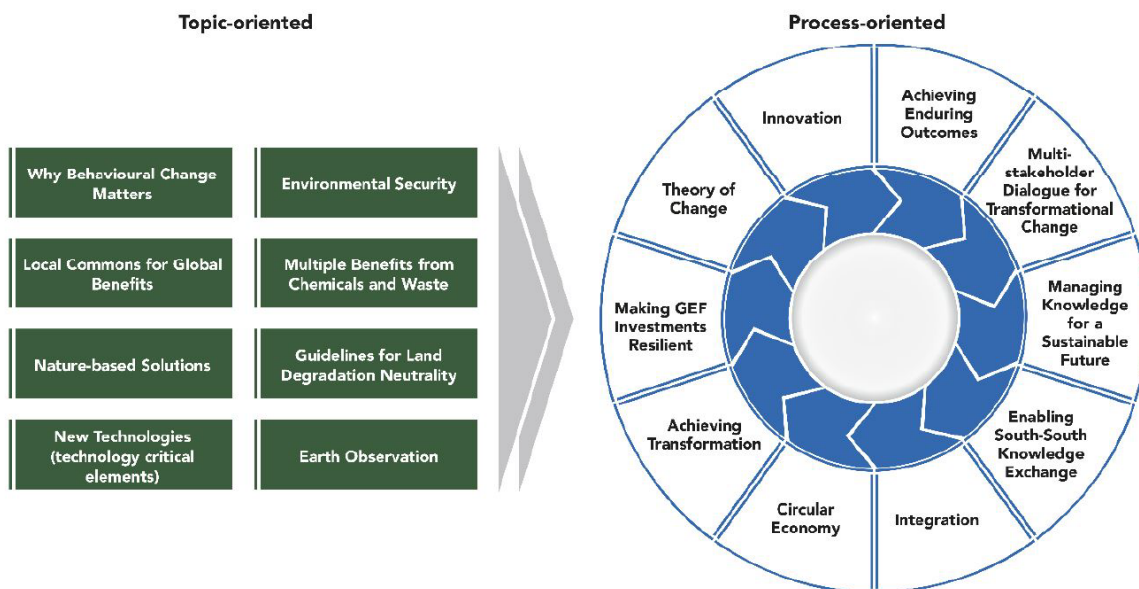 Topic-oriented
Why Behavioural Change
Matters
Environmental Security
Local Commons for Global
Benefits
Multiple Benefits from
Chemicals and Waste
Nature-based Solutions
Guidelines for Land
Degradation Neutrality
New Technologies
(technology critical
elements)
Earth Observation
Process-oriented
Innovation
Achieving
Enduring
Outcomes
Multi-
stakeholder
Dialogue for
Transformational
Change
Managing
Knowledge
for a
Sustainable
Future
Enabling
South-South
Knowledge
Exchange
Integration
Circular
Economy
Achieving
Transformation
Making GEF
Investments
Resilient
Theory of
Change